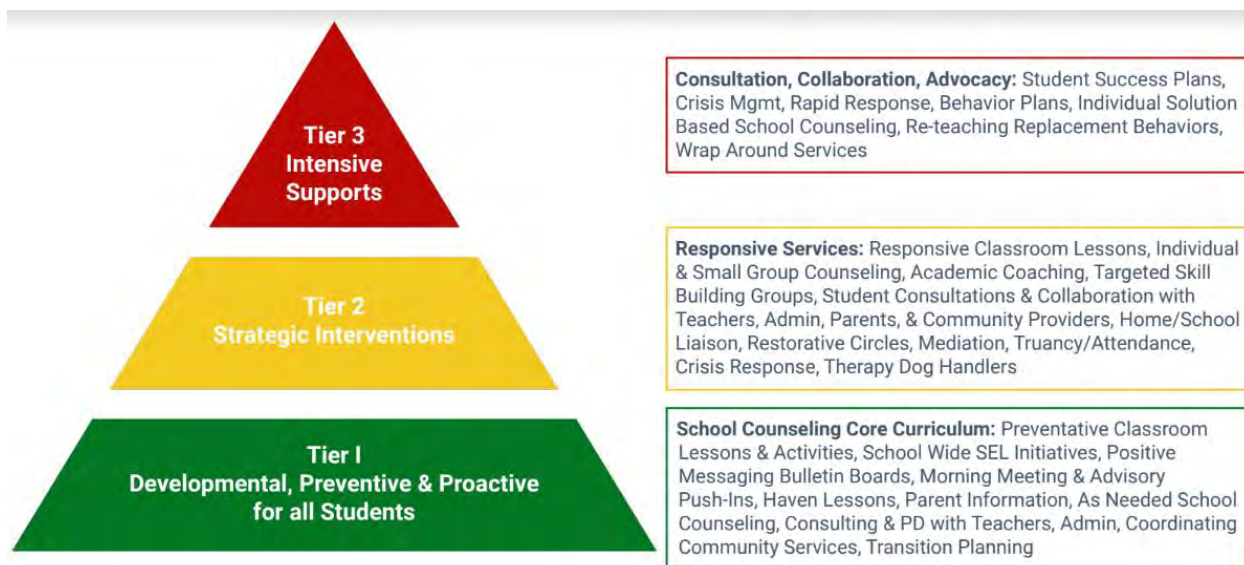 Tier 3
Intensive
Supports
Consultation, Collaboration, Advocacy: Student Success Plans,
Crisis Mgmt, Rapid Response, Behavior Plans, Individual Solution
Based School Counseling, Re-teaching Replacement Behaviors,
Wrap Around Services
Tier 2
Strategic Interventions
Responsive Services: Responsive Classroom Lessons, Individual
& Small Group Counseling, Academic Coaching, Targeted Skill
Building Groups, Student Consultations & Collaboration with
Teachers, Admin, Parents, & Community Providers, Home/School
Liaison, Restorative Circles, Mediation, Truancy/Attendance,
Crisis Response, Therapy Dog Handlers
Tier I
Developmental, Preventive & Proactive
for all Students
School Counseling Core Curriculum: Preventative Classroom
Lessons & Activities, School Wide SEL Initiatives, Positive
Messaging Bulletin Boards, Morning Meeting & Advisory
Push-Ins, Haven Lessons, Parent Information, As Needed School
Counseling, Consulting & PD with Teachers, Admin, Coordinating
Community Services, Transition Planning